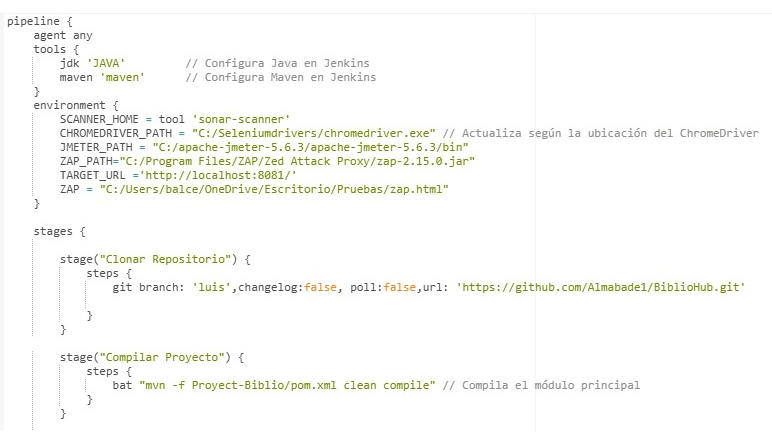 pipeline {
agent any
tools {
jdk 'JAVA' // Configura Java en Jenkins
maven 'maven' // Configura Maven en Jenkins
}
environment {
SCANNER_HOME = tool 'sonar-scanner'
CHROMEDRIVER_PATH = "C:/Seleniumdrivers/chromedriver.exe" // Actualiza según la ubicación del ChromeDriver
JMETER_PATH = "C:/apache-jmeter-5.6.3/apache-jmeter-5.6.3/bin"
ZAP_PATH="C:/Program Files/ZAP/Zed Attack Proxy/zap-2.15.0.jar"
TARGET_URL ='http://localhost:8081/'
ZAP = "C:/Users/balce/OneDrive/Escritorio/Pruebas/zap.html"
}
stages {
stage("Clonar Repositorio") {
steps {
git branch: 'luis',changelog:false, poll:false,url: 'https://github.com/Almabade1/BiblioHub.git'
}
}
stage("Compilar Proyecto") {
steps {
bat "mvn -f Proyect-Biblio/pom.xml clean compile" // Compila el módulo principal
}
}